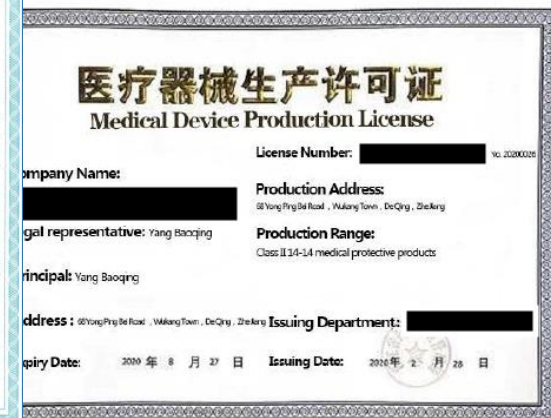 医疗器械生产许可证
Medical Device Production License
License Number:
No. 20200026
ompany Name:
Production Address:
68 Yong Ping Bei Road , Wukang Town , DeQing , ZheJiang
gal representative: Yang Baoqing
Production Range:
Class II 14-14 medical protective products
rincipal: Yang Baoqing
ddress : 68 Yong Ping Bei Road , Wukang Town , DeQing , ZheJiang
Issuing Department:
piry Date: 2020 年 8 月 27 日
Issuing Date: 2020 年 2 月 28 日